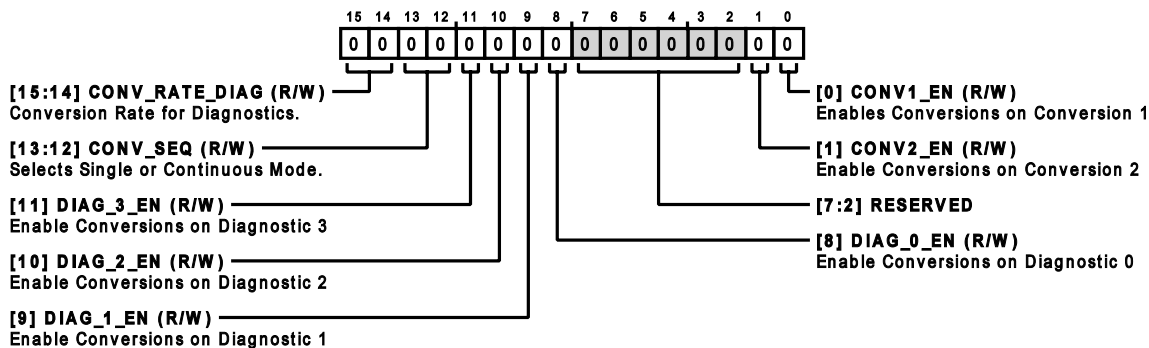 15 14 13 12 11 10 9 8 7 6 5 4 3 2 1 0
0 0 0 0 0 0 0 0 0 0 0 0 0 0 0 0
[15:14] CONV_RATE_DIAG (R/W)
Conversion Rate for Diagnostics.
[13:12] CONV_SEQ (R/W)
Selects Single or Continuous Mode.
[11] DIAG_3_EN (R/W)
Enable Conversions on Diagnostic 3
[10] DIAG_2_EN (R/W)
Enable Conversions on Diagnostic 2
[9] DIAG_1_EN (R/W)
Enable Conversions on Diagnostic 1
[0] CONV1_EN (R/W)
Enables Conversions on Conversion 1
[1] CONV2_EN (R/W)
Enable Conversions on Conversion 2
[7:2] RESERVED
[8] DIAG_0_EN (R/W)
Enable Conversions on Diagnostic 0